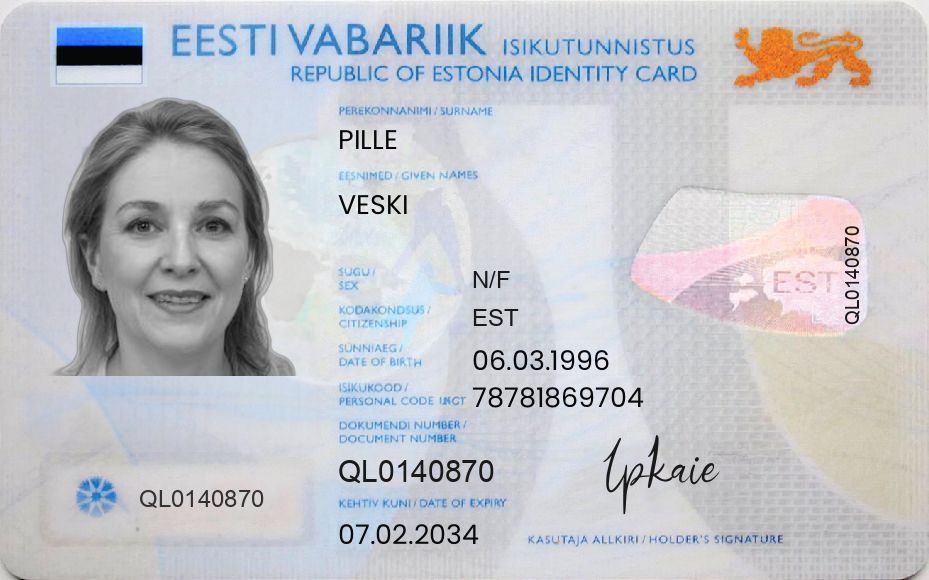 EESTI VABARIIK ISIKUTUNNISTUS
REPUBLIC OF ESTONIA IDENTITY CARD
PEREKONNANIMI / SURNAME
PILLE
EESNIMED / GIVEN NAMES
VESKI
SUGU /
SEX
N/F
KODAKONDSUS /
CITIZENSHIP
EST
SÜNNIAEG /
DATE OF BIRTH
06.03.1996
ISIKUKOOD /
PERSONAL CODE
78781869704
DOKUMENDI NUMBER /
DOCUMENT NUMBER
QL0140870
KEHTIV KUNI / DATE OF EXPIRY
07.02.2034
KASUTAJA ALLKIRI / HOLDER'S SIGNATURE
QL0140870
EST
QL0140870